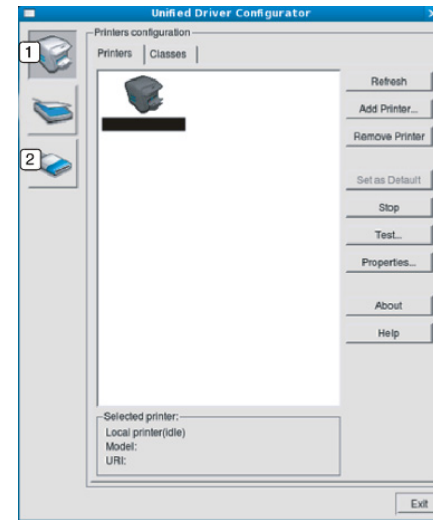 Unified Driver Configurator
1
Printers configuration
Printers
Classes
Refresh
Add Printer...
Remove Printer
2
Set as Default
Stop
Test...
Properties...
About
Help
Selected printer:
Local printer(idle)
Model:
URI:
Exit